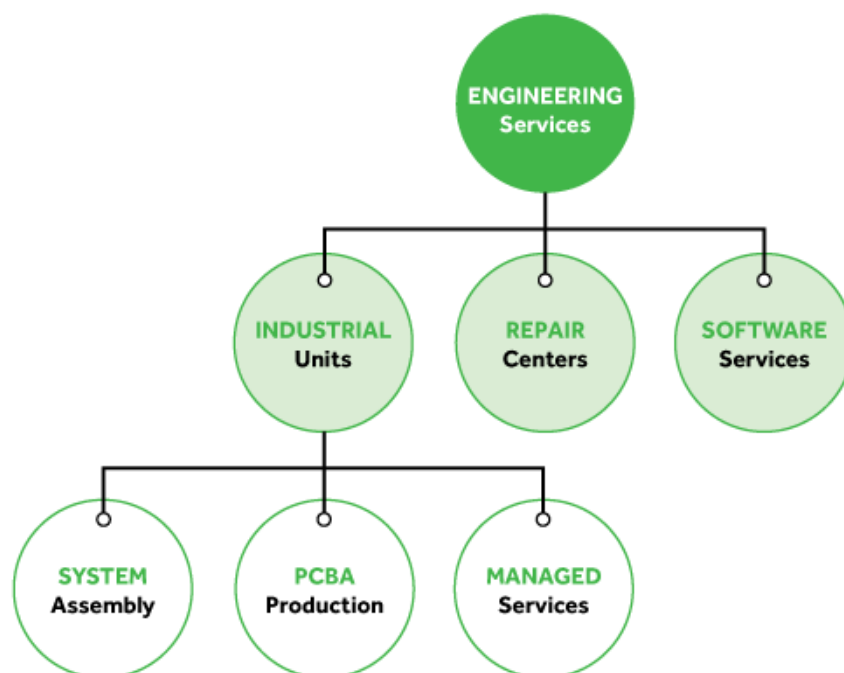 ENGINEERING
Services
INDUSTRIAL
Units
REPAIR
Centers
SOFTWARE
Services
SYSTEM
Assembly
PCBA
Production
MANAGED
Services